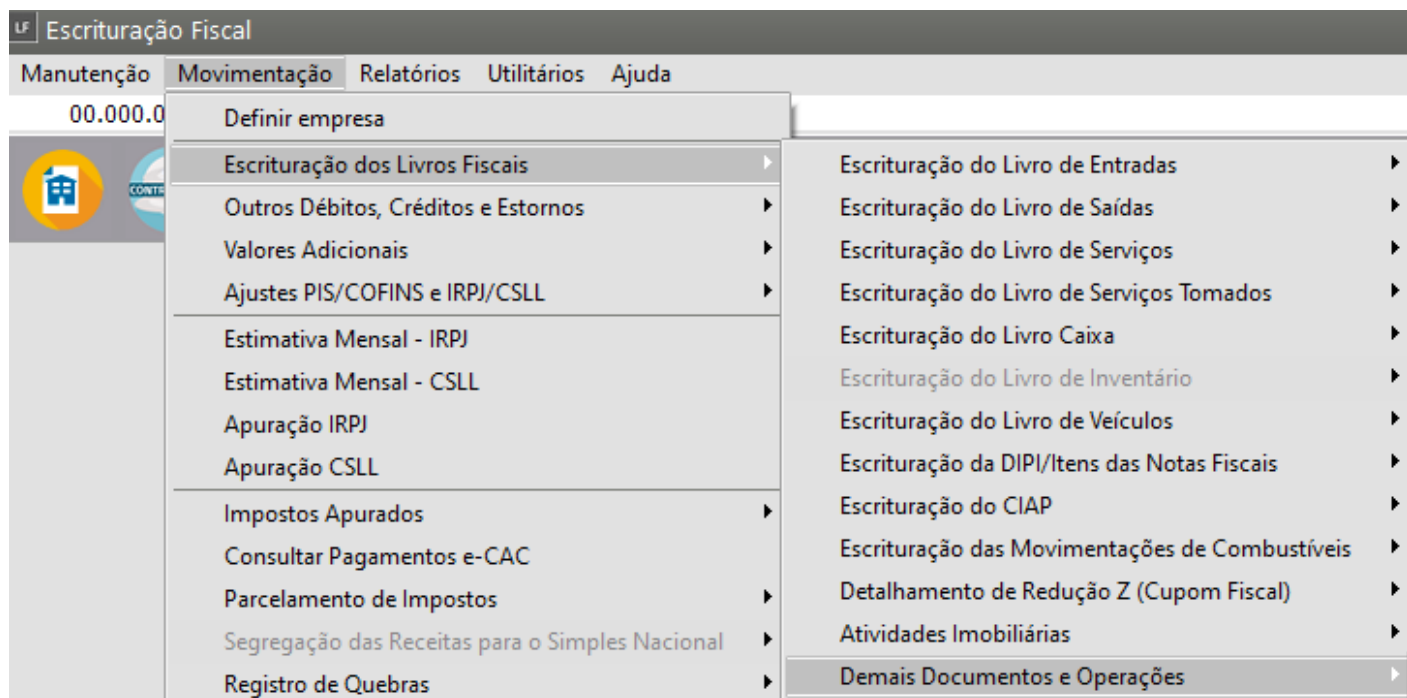 LF Escrituração Fiscal
Manutenção Movimentação Relatórios Utilitários Ajuda
00.000.0
Definir empresa
Escrituração dos Livros Fiscais
Outros Débitos, Créditos e Estornos
Valores Adicionais
Ajustes PIS/COFINS e IRPJ/CSLL
Estimativa Mensal - IRPJ
Estimativa Mensal - CSLL
Apuração IRPJ
Apuração CSLL
Impostos Apurados
Consultar Pagamentos e-CAC
Parcelamento de Impostos
Segregação das Receitas para o Simples Nacional
Registro de Quebras
Escrituração do Livro de Entradas
Escrituração do Livro de Saídas
Escrituração do Livro de Serviços
Escrituração do Livro de Serviços Tomados
Escrituração do Livro Caixa
Escrituração do Livro de Inventário
Escrituração do Livro de Veículos
Escrituração da DIPI/Itens das Notas Fiscais
Escrituração do CIAP
Escrituração das Movimentações de Combustíveis
Detalhamento de Redução Z (Cupom Fiscal)
Atividades Imobiliárias
Demais Documentos e Operações